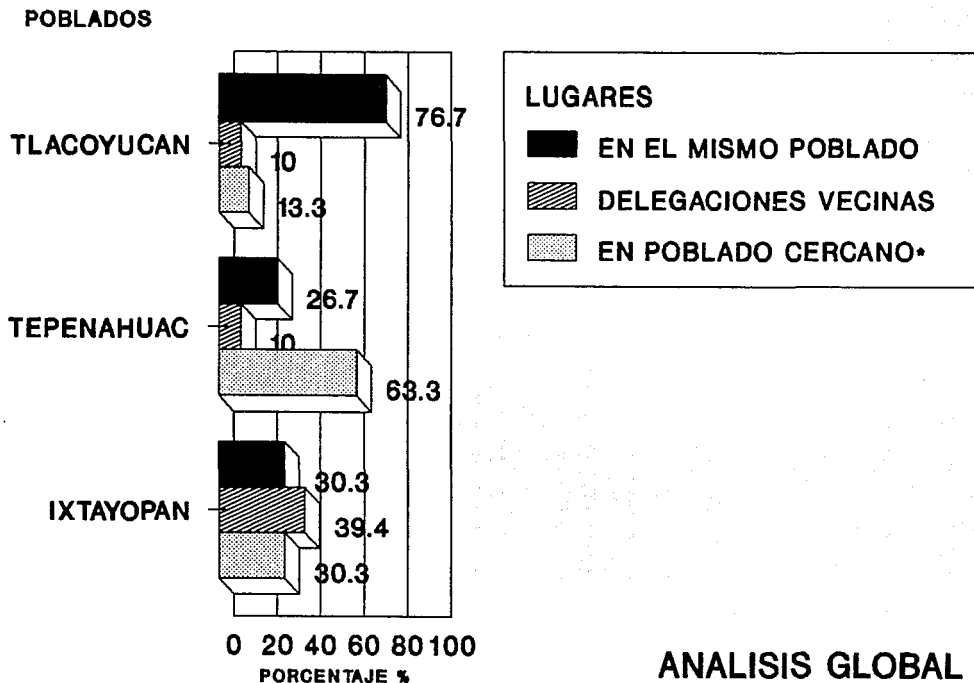 POBLADOS
TLACOYUCAN
76.7
10
13.3
TEPENAHUAC
26.7
10
63.3
IXTAYOPAN
30.3
39.4
30.3
0 20 40 60 80 100
PORCENTAJE %
LUGARES
EN EL MISMO POBLADO
DELEGACIONES VECINAS
EN POBLADO CERCANO*
ANALISIS GLOBAL